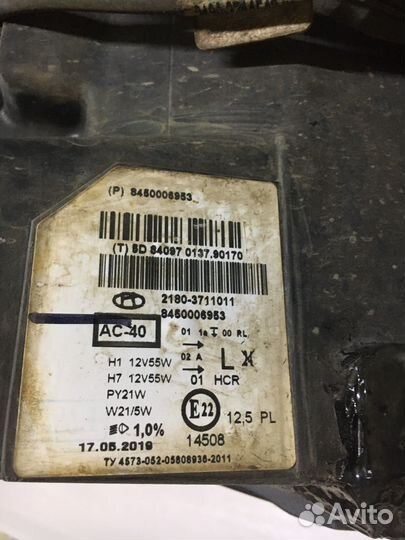 (P) 8450006953
(T) 5D 84097 0137.90170
2180-3711011
8450006953
AC-40
01 1a 00 RL
02 A
L X
H1 12V55W
H7 12V55W 01 HCR
PY21W
W21/5W
E22
12,5 PL
1,0%
14508
17.05.2019
ТУ 4573-052-05808936-2011
Avito